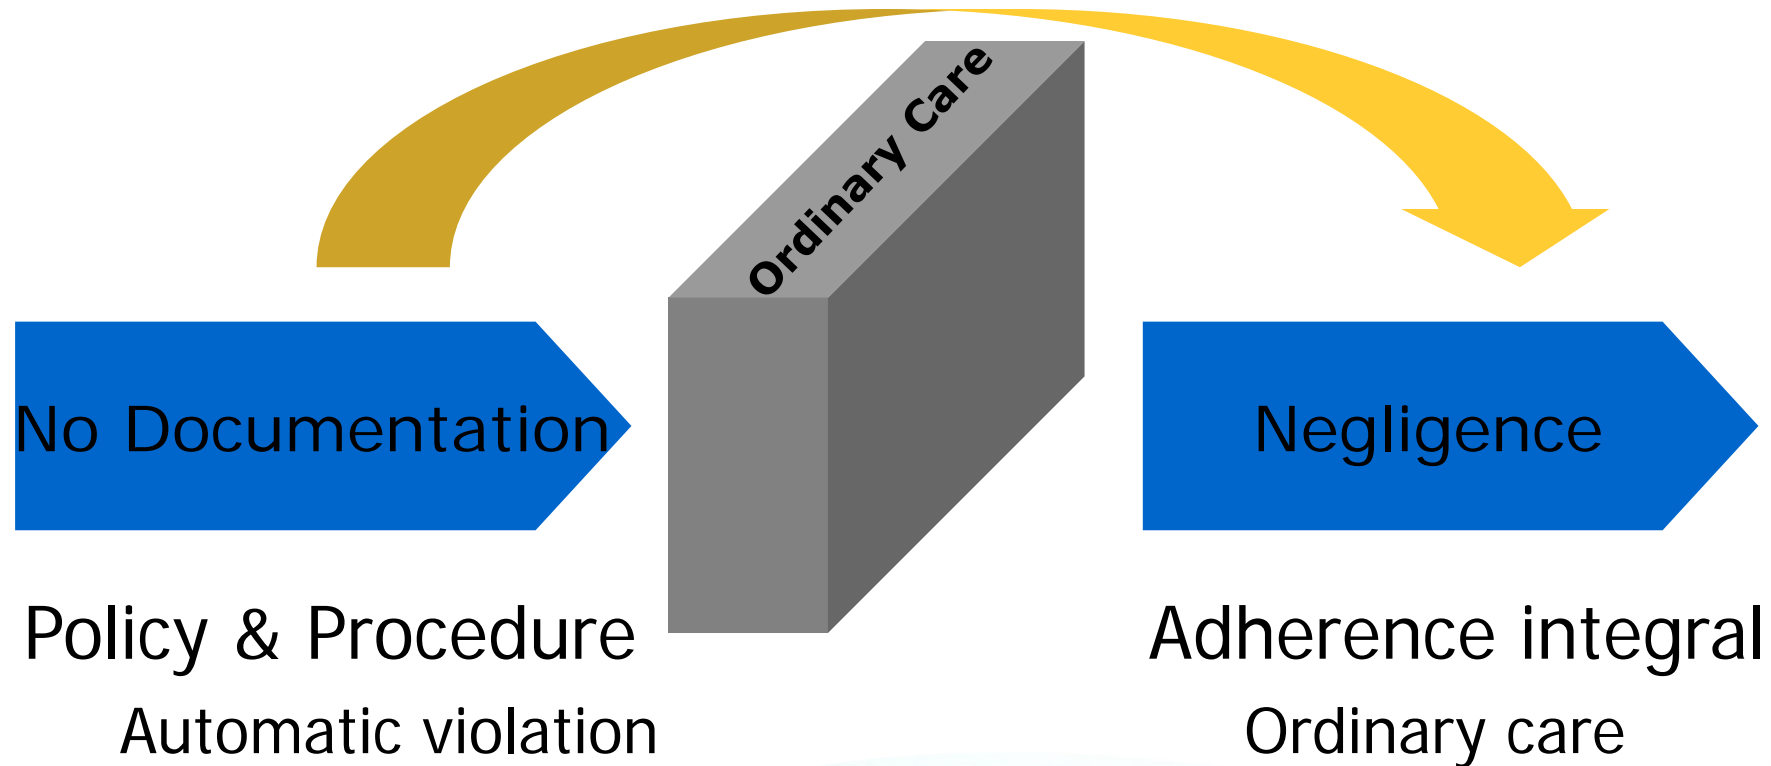 Ordinary Care
No Documentation
Negligence
Policy & Procedure
Automatic violation
Adherence integral
Ordinary care